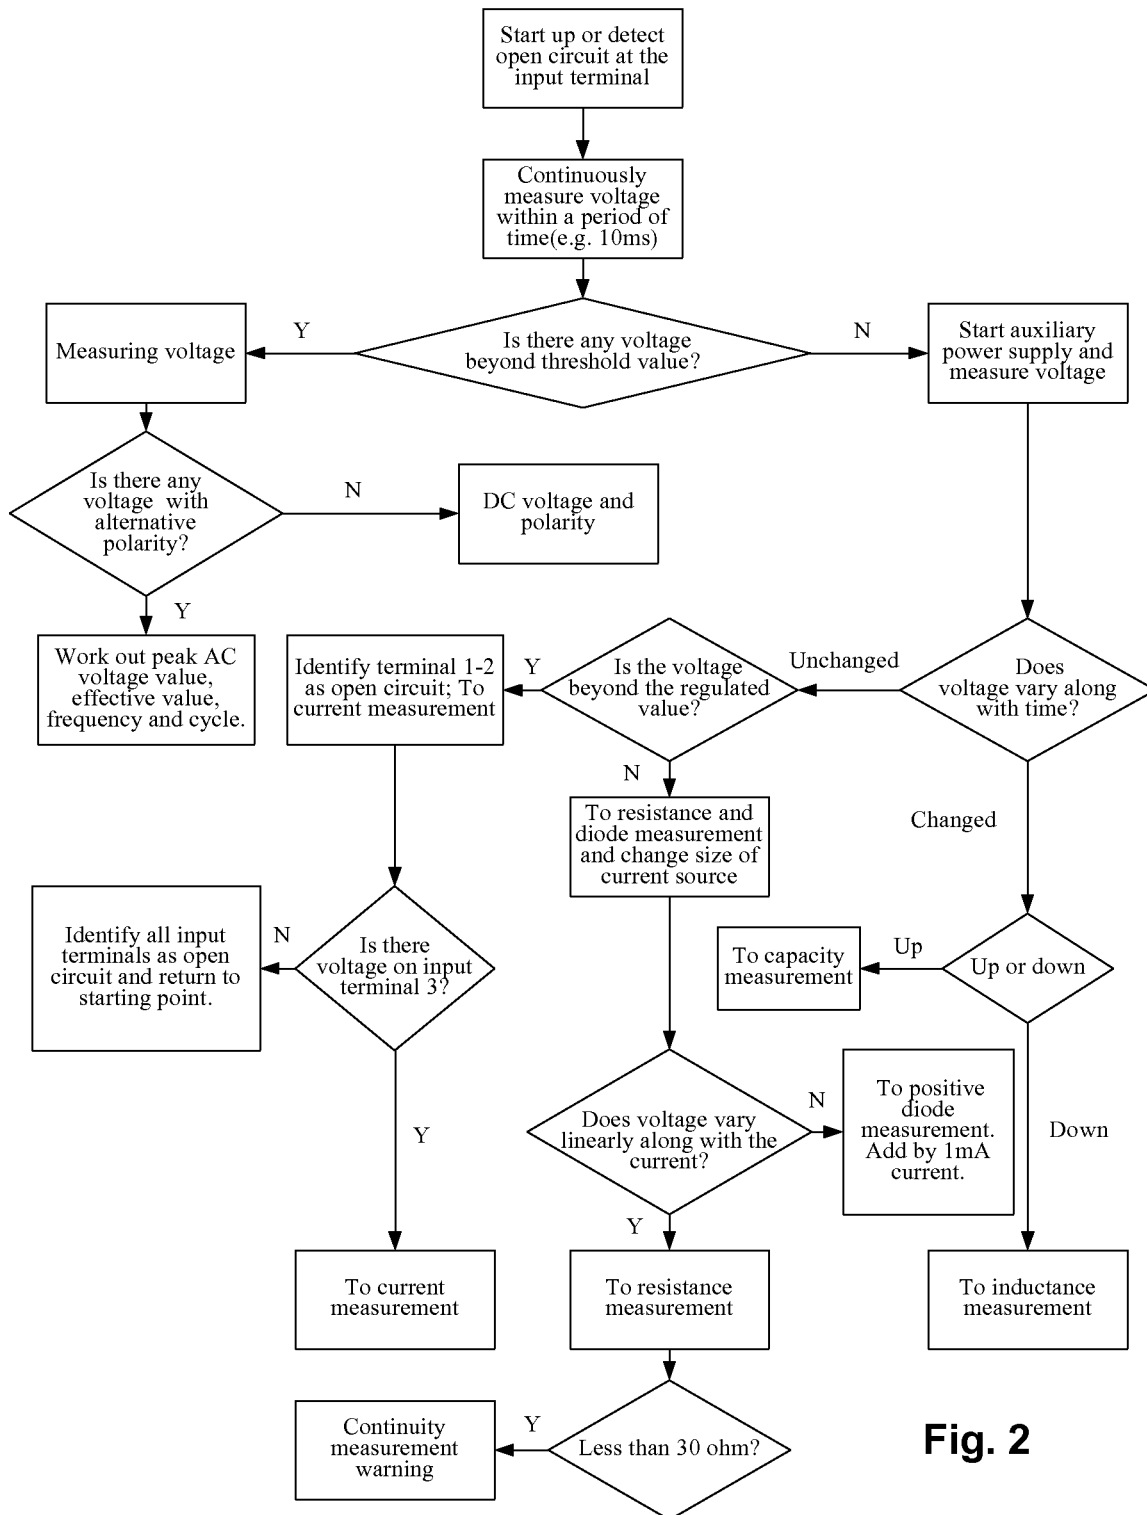 Start up or detect
open circuit at the
input terminal
Continuously
measure voltage
within a period of
time(e.g. 10ms)
Is there any voltage
beyond threshold value?
Y
N
Measuring voltage
Start auxiliary
power supply and
measure voltage
Is there any
voltage with
alternative
polarity?
N
DC voltage and
polarity
Y
Work out peak AC
voltage value,
effective value,
frequency and cycle.
Identify terminal 1-2
as open circuit; To
current measurement
Y
Is the voltage
beyond the regulated
value?
Unchanged
Does
voltage vary along
with time?
N
To resistance and
diode measurement
and change size of
current source
Changed
Identify all input
terminals as open
circuit and return to
starting point.
N
Is there
voltage on input
terminal 3?
To capacity
measurement
Up
Up or down
Y
Does voltage vary
linearly along with the
current?
N
To positive
diode
measurement.
Add by 1mA
current.
Down
Y
To current
measurement
To resistance
measurement
To inductance
measurement
Continuity
measurement
warning
Y
Less than 30 ohm?
Fig. 2